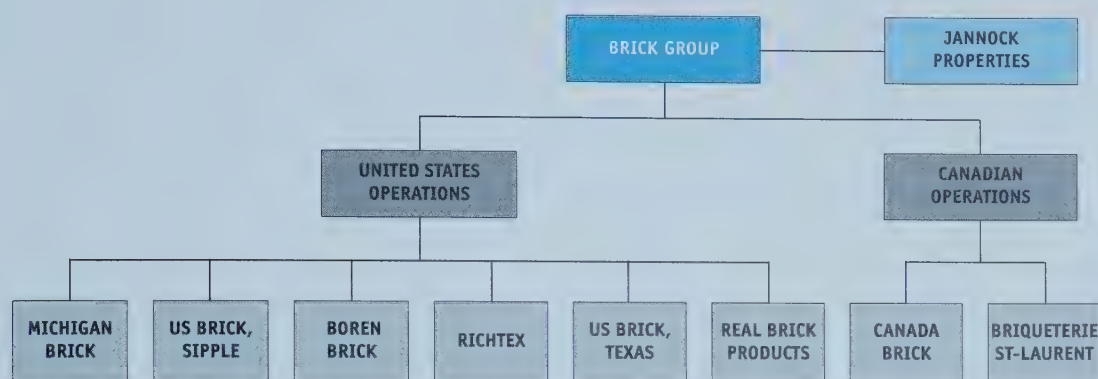 BRICK GROUP
JANNOCK
PROPERTIES
UNITED STATES
OPERATIONS
CANADIAN
OPERATIONS
MICHIGAN
BRICK
US BRICK,
SIPPLE
BOREN
BRICK
RICHTEX
US BRICK,
TEXAS
REAL BRICK
PRODUCTS
CANADA
BRICK
BRIQUETERIE
ST-LAURENT